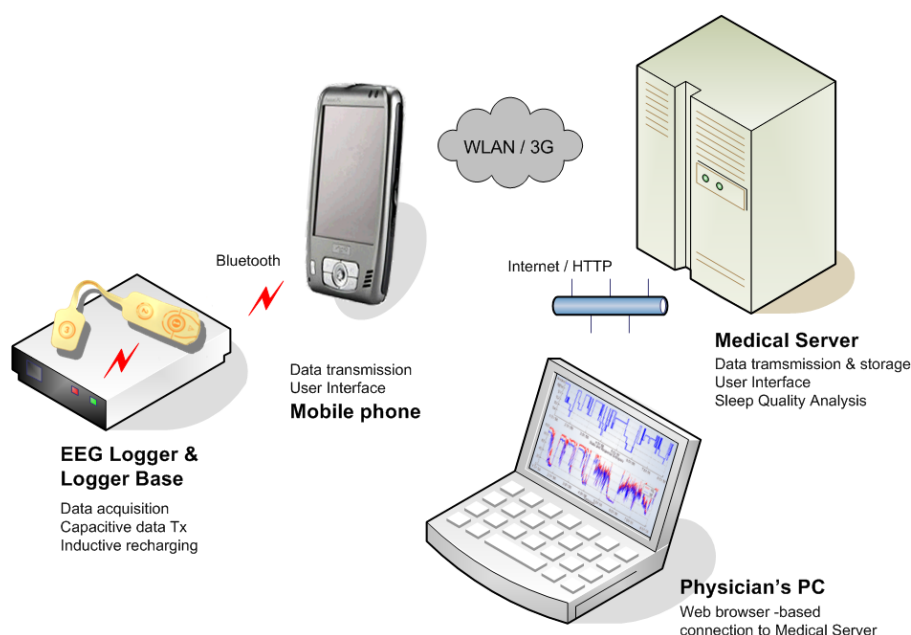 WLAN / 3G
Bluetooth
Internet / HTTP
Data transmission
User Interface
Mobile phone
Medical Server
Data tramsmission & storage
User Interface
Sleep Quality Analysis
EEG Logger &
Logger Base
Data acquisition
Capacitive data Tx
Inductive recharging
Physician's PC
Web browser -based
connection to Medical Server